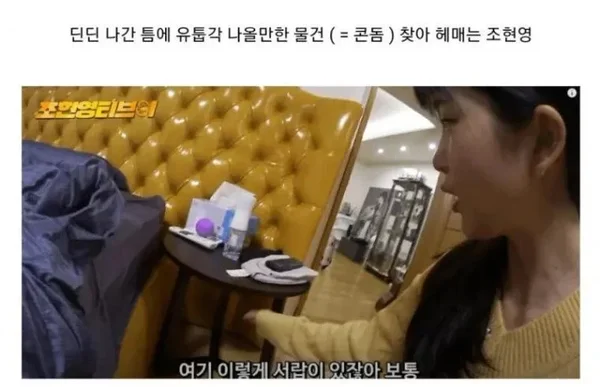 딘딘 나간 틈에 유튭각 나올만한 물건 ( = 콘돔 ) 찾아 헤매는 조현영
조현영티브이
여기 이렇게 서랍이 있잖아 보통